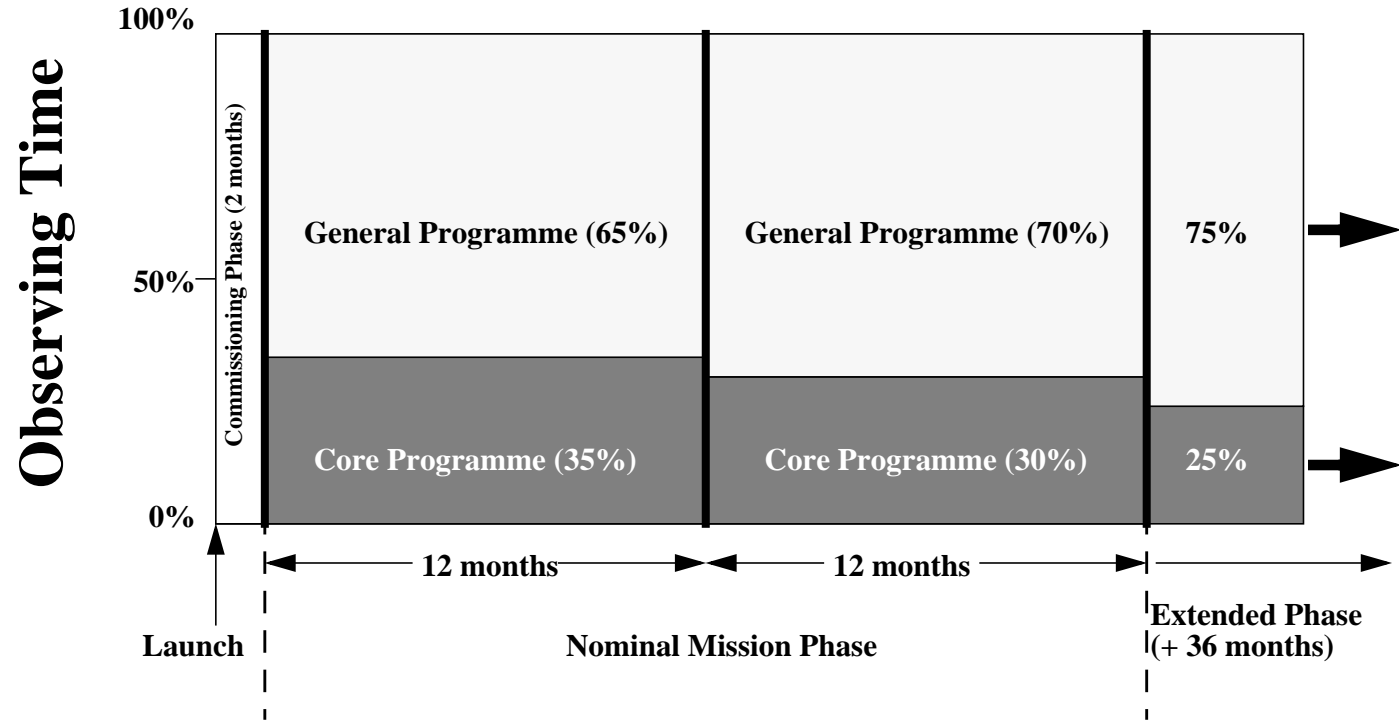 100%
Observing Time
Commissioning Phase (2 months)
General Programme (65%)
General Programme (70%)
75%
50%
Core Programme (35%)
Core Programme (30%)
25%
0%
12 months
12 months
Launch
Nominal Mission Phase
Extended Phase
(+ 36 months)